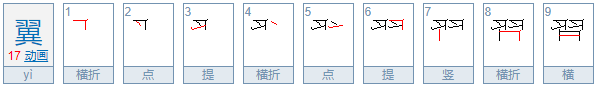 翼 1 2 3 4 5 6 7 8 9
17 动画
yi 横折 点 提 横折 点 提 竖 横折 横